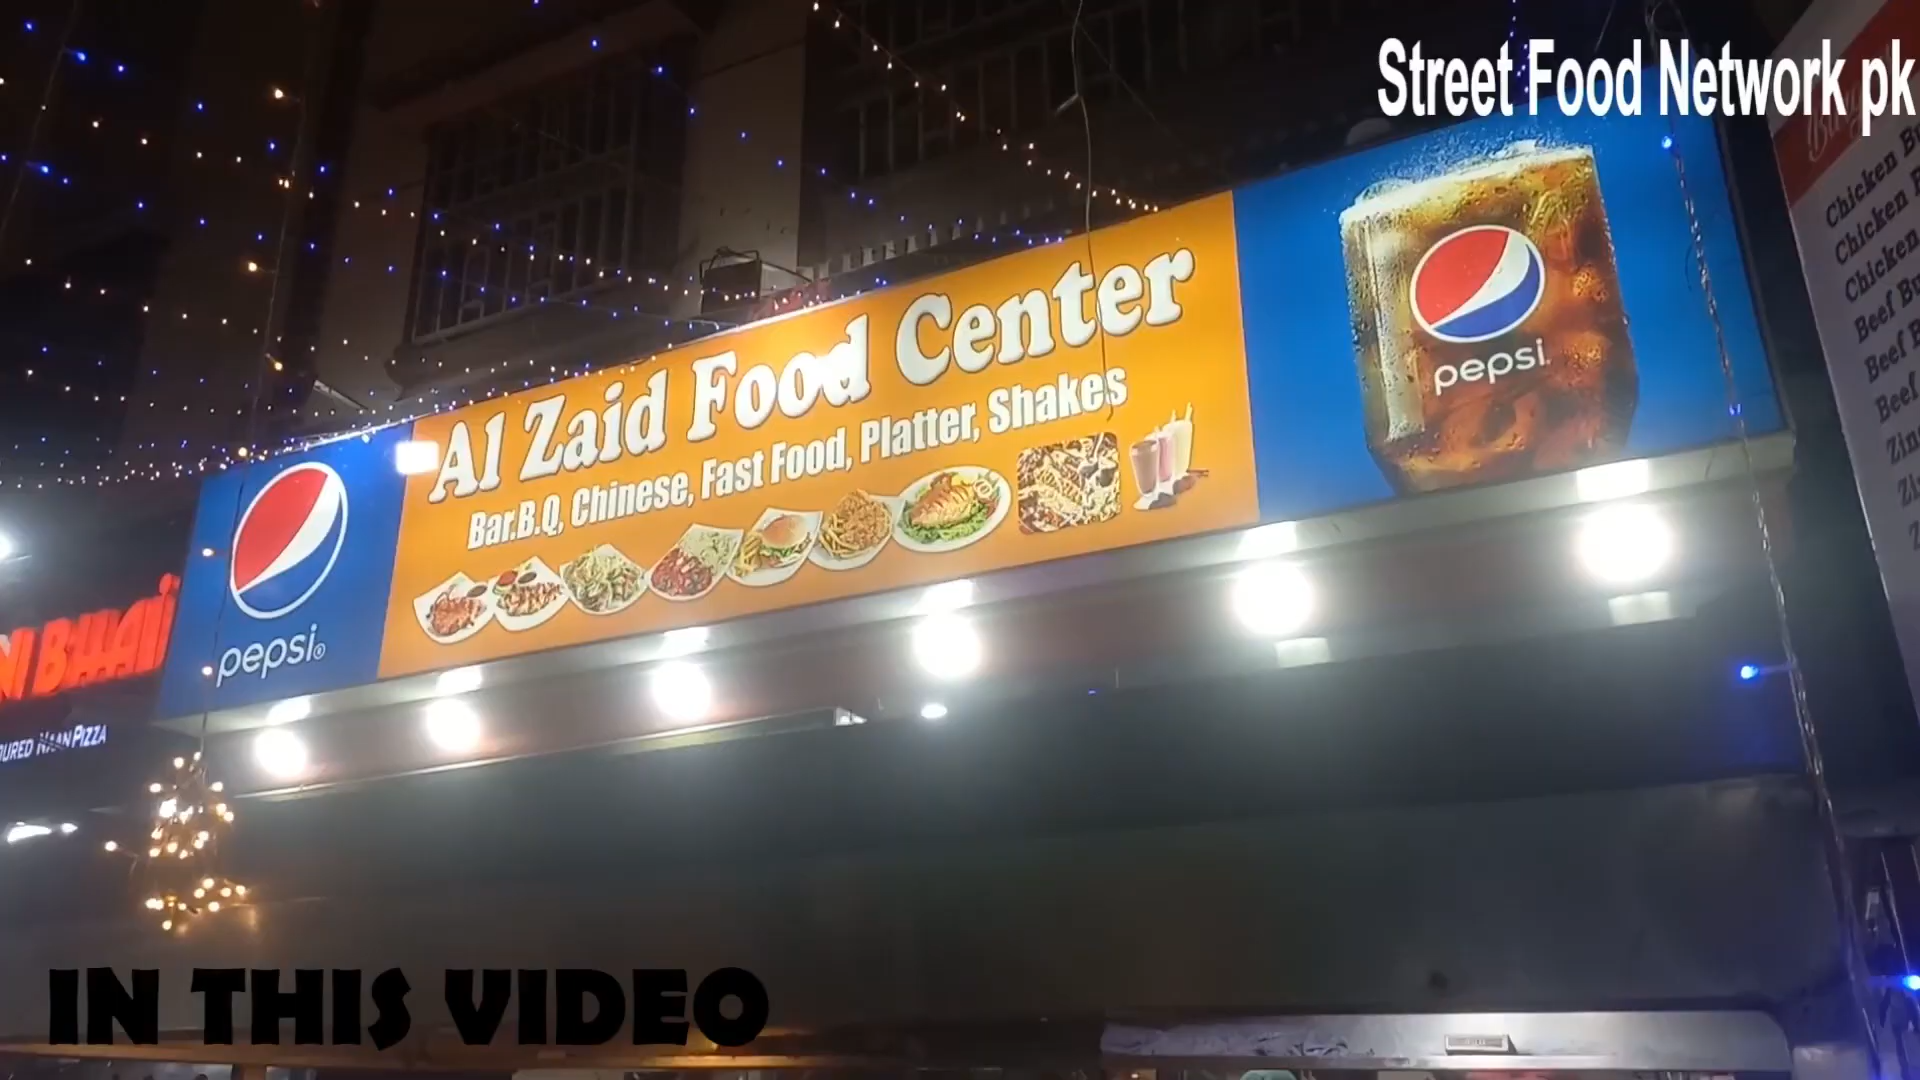 Street Food Network pk
Al Zaid Food Center
Bar.B.Q, Chinese, Fast Food, Platter, Shakes
pepsi
pepsi
NAAN PIZZA
Chicken
Chicken
Chicken
Beef
Beef
Beef
IN THIS VIDEO